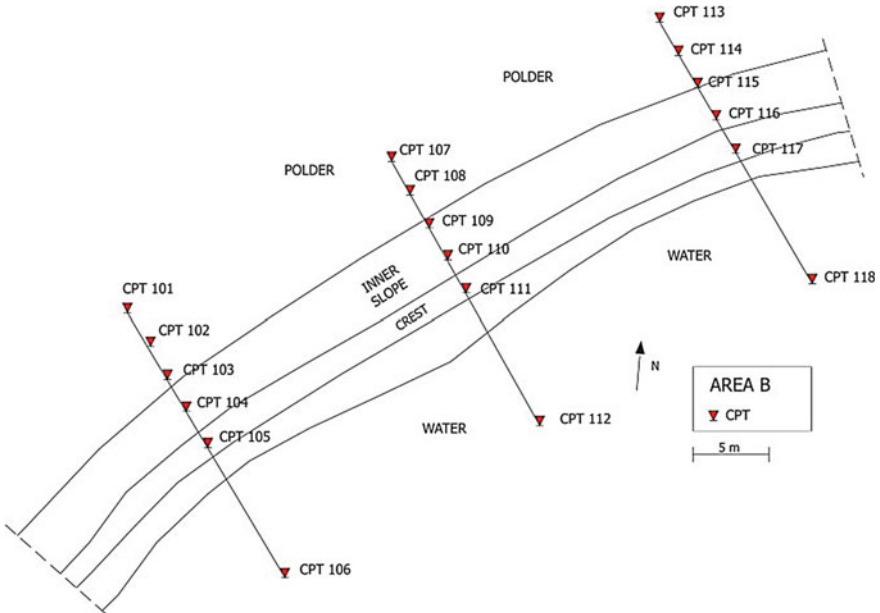 CPT 113
CPT 114
POLDER
CPT 115
CPT 116
CPT 117
CPT 107
POLDER
CPT 108
CPT 109
CPT 110
WATER
INNER
SLOPE
CPT 111
CPT 118
CPT 101
CREST
CPT 102
N
CPT 103
AREA B
CPT
CPT 104
CPT 112
WATER
CPT 105
5 m
CPT 106